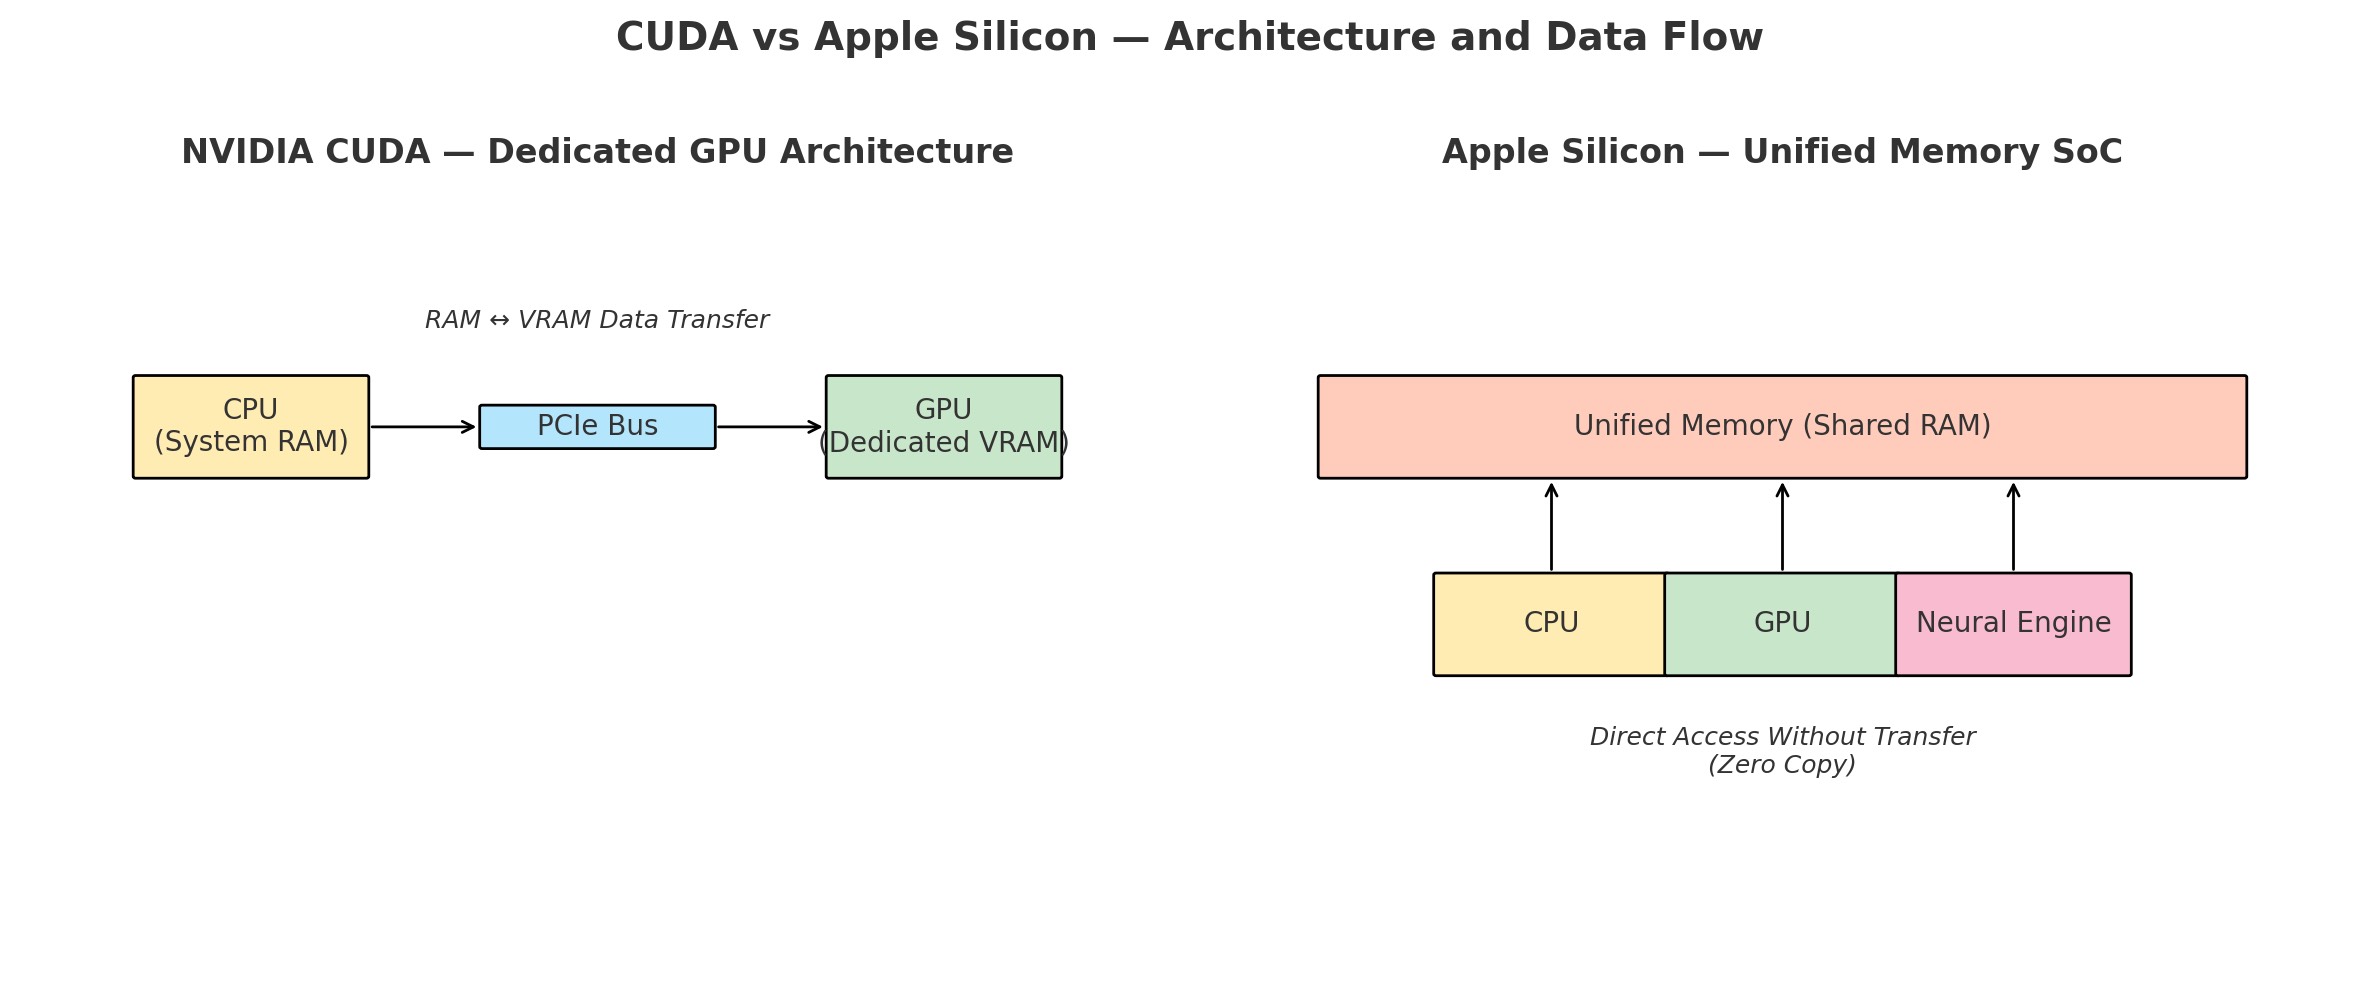 CUDA vs Apple Silicon — Architecture and Data Flow
NVIDIA CUDA — Dedicated GPU Architecture
RAM ↔ VRAM Data Transfer
CPU
(System RAM)
PCIe Bus
GPU
(Dedicated VRAM)
Apple Silicon — Unified Memory SoC
Unified Memory (Shared RAM)
CPU
GPU
Neural Engine
Direct Access Without Transfer
(Zero Copy)